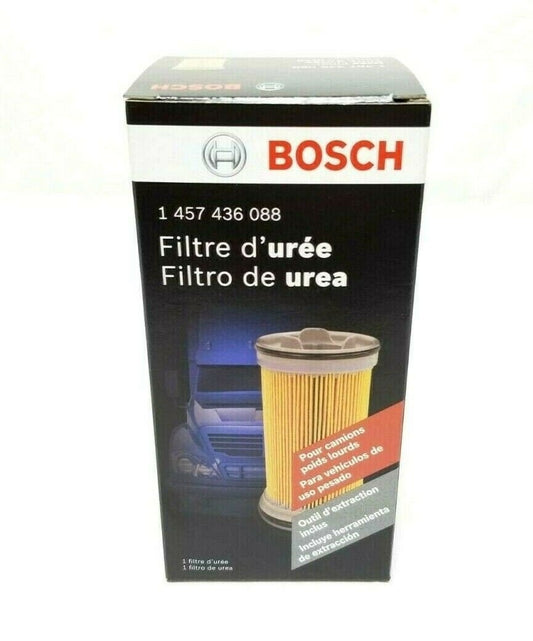 BOSCH
1 457 436 088
Filtre d'urée
Filtro de urea
Pour camions
poids lourds
Para vehículos de
uso pesado
Outil d'extraction
inclus
Incluye herramienta
de extracción
1 filtre d'urée
1 filtro de urea